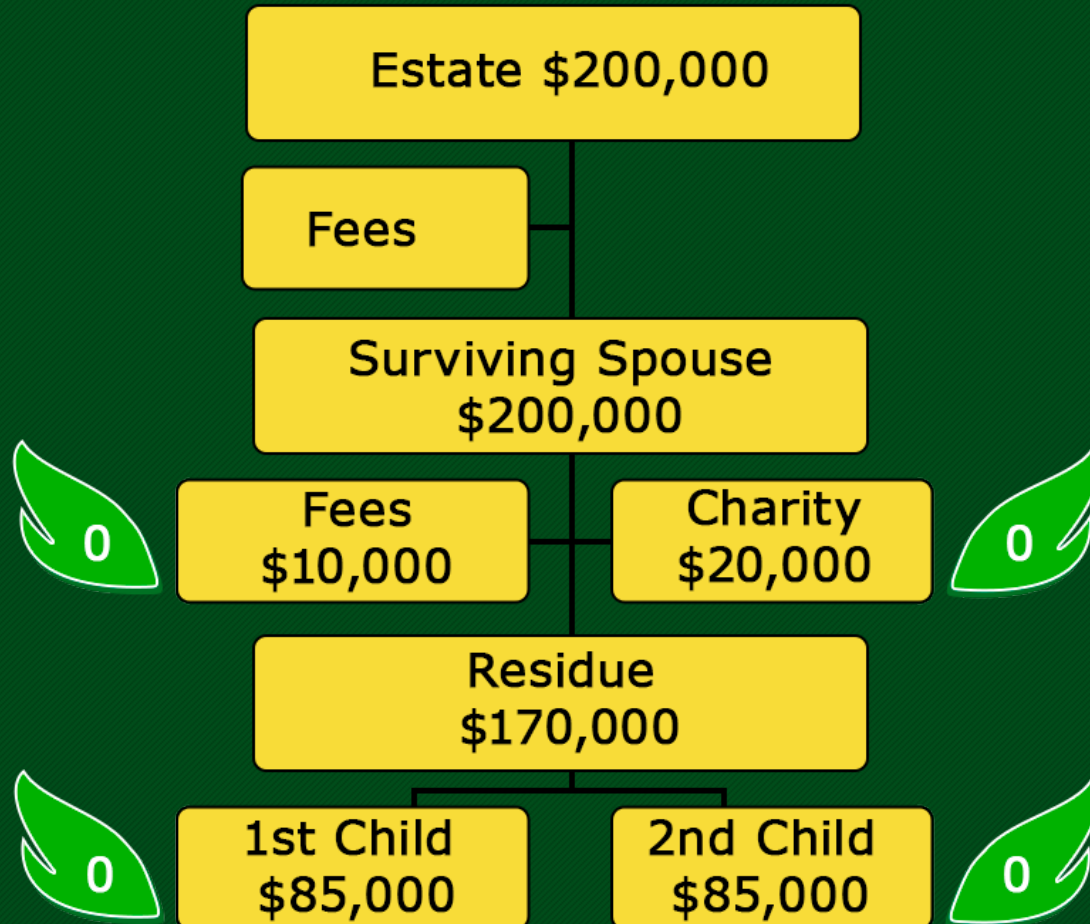 Estate $200,000
Fees
Surviving Spouse
$200,000
Fees
$10,000
Charity
$20,000
0
0
Residue
$170,000
1st Child
$85,000
2nd Child
$85,000
0
0